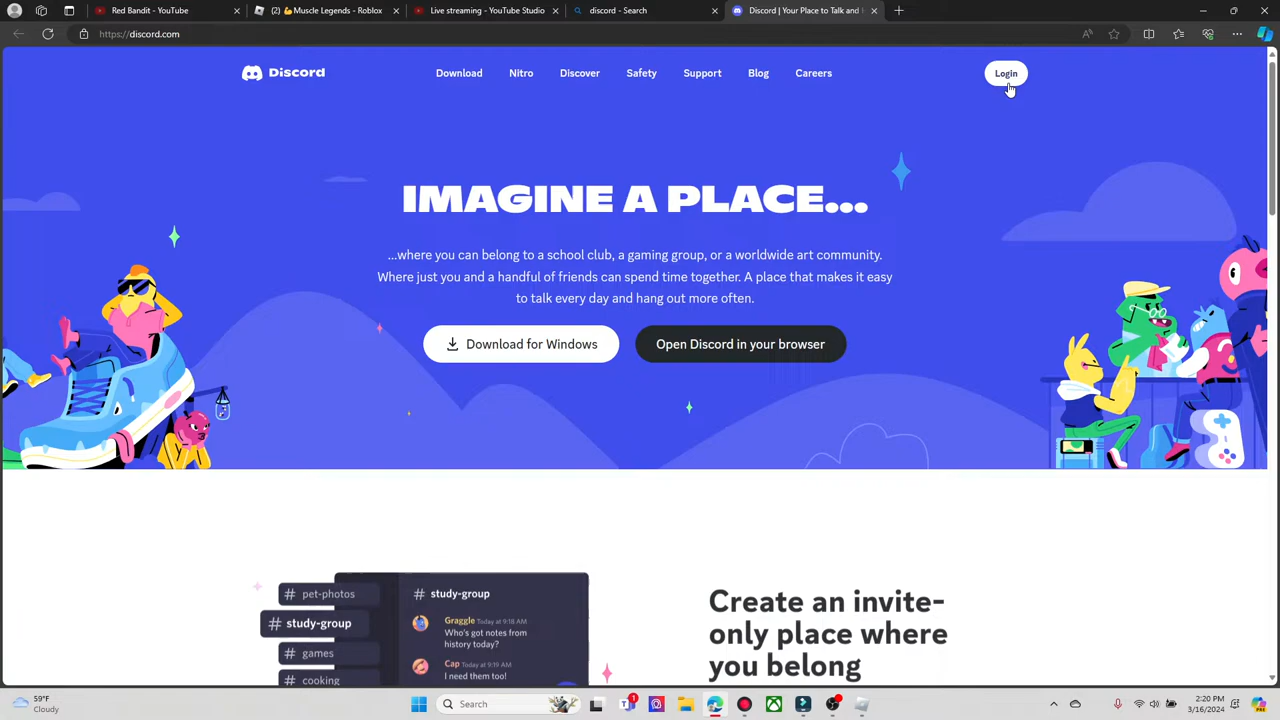 Red Bandit - YouTube
💪 Muscle Legends - Roblox
Live streaming - YouTube Studio
discord - Search
Discord | Your Place to Talk and
https://discord.com
Discord
Download
Nitro
Discover
Safety
Support
Blog
Careers
Login
IMAGINE A PLACE...
...where you can belong to a school club, a gaming group, or a worldwide art community.
Where just you and a handful of friends can spend time together. A place that makes it easy
to talk every day and hang out more often.
Download for Windows
Open Discord in your browser
# pet-photos
# study-group
# games
# cooking
# study-group
Graggle Today at 9:18 AM
Who's got notes from
history today?
Cap Today at 9:19 AM
I need them too!
Create an invite-
only place where
you belong
59°F
Cloudy
Search
1
2:20 PM
3/16/2024